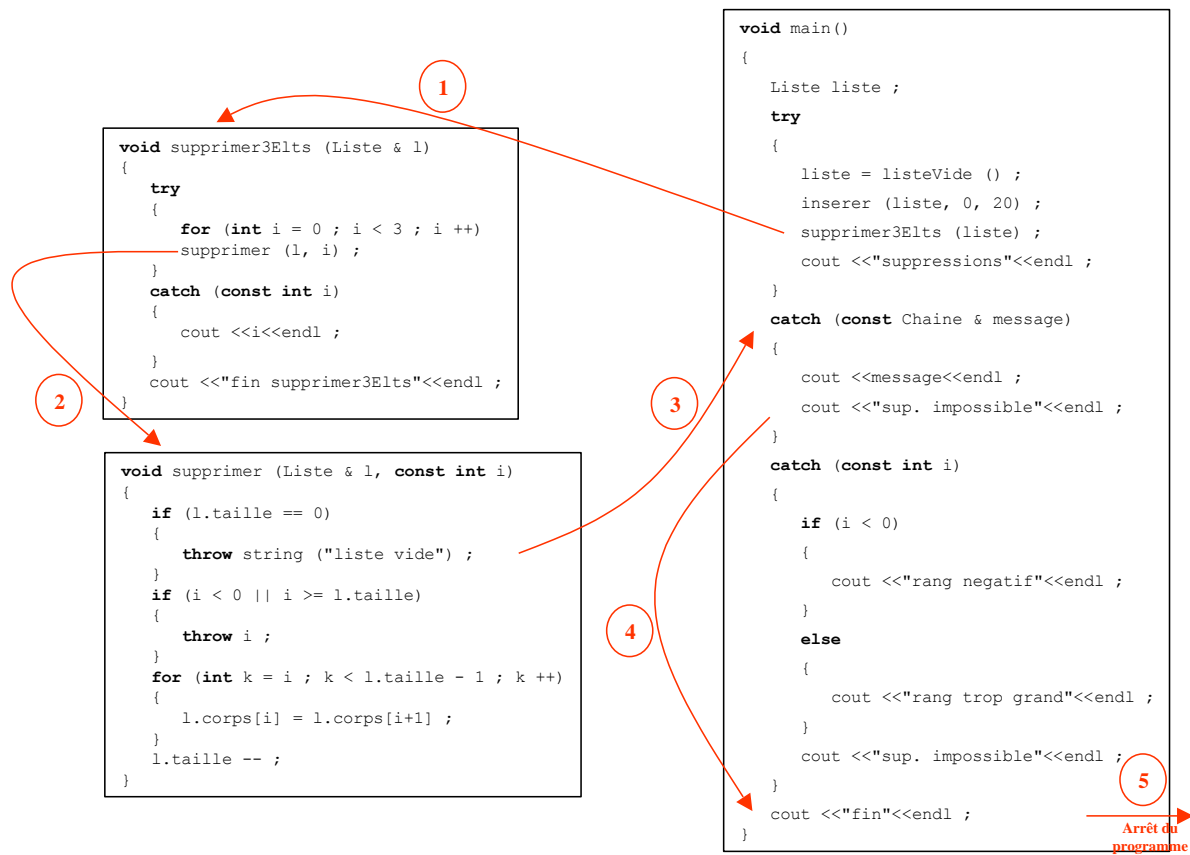 1
void supprimer3Elts (Liste & l)
{
try
{
for (int i = 0 ; i < 3 ; i ++)
supprimer (l, i) ;
}
catch (const int i)
{
cout <<i<<endl ;
}
cout <<"fin supprimer3Elts"<<endl ;
}
2
void supprimer (Liste & l, const int i)
{
if (l.taille == 0)
{
throw string ("liste vide") ;
}
if (i < 0 || i >= l.taille)
{
throw i ;
}
for (int k = i ; k < l.taille - 1 ; k ++)
{
l.corps[i] = l.corps[i+1] ;
}
l.taille -- ;
}
3
4
void main()
{
Liste liste ;
try
{
liste = listeVide () ;
inserer (liste, 0, 20) ;
supprimer3Elts (liste) ;
cout <<"suppressions"<<endl ;
}
catch (const Chaine & message)
{
cout <<message<<endl ;
cout <<"sup. impossible"<<endl ;
}
catch (const int i)
{
if (i < 0)
{
cout <<"rang negatif"<<endl ;
}
else
{
cout <<"rang trop grand"<<endl ;
}
cout <<"sup. impossible"<<endl ;
}
cout <<"fin"<<endl ;
}
5
Arrêt du
programme